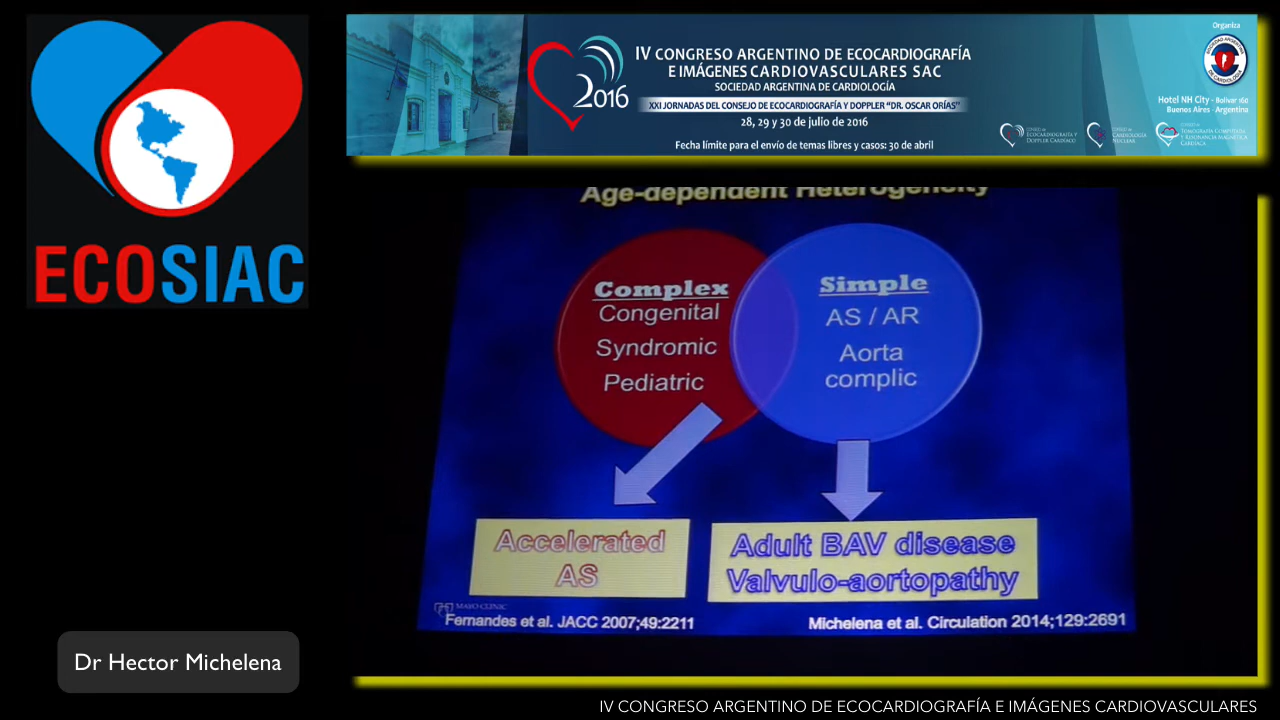 ECOSIAC
2016
IV CONGRESO ARGENTINO DE ECOCARDIOGRAFÍA
E IMÁGENES CARDIOVASCULARES SAC
SOCIEDAD ARGENTINA DE CARDIOLOGÍA
XXI JORNADAS DEL CONSEJO DE ECOCARDIOGRAFÍA Y DOPPLER "DR. OSCAR ORÍAS"
28, 29 y 30 de julio de 2016
Fecha límite para el envío de temas libres y casos: 30 de abril
Organiza
SOCIEDAD ARGENTINA DE CARDIOLOGÍA
Hotel NH City - Bolívar 160
Buenos Aires - Argentina
CONSEJO DE
ECOCARDIOGRAFÍA Y
DOPPLER CARDÍACO
CONSEJO DE
CARDIOLOGÍA
NUCLEAR
CONSEJO DE
TOMOGRAFÍA COMPUTADA
Y RESONANCIA MAGNÉTICA
CARDÍACA
Age-dependent Heterogeneity
Complex
Congenital
Syndromic
Pediatric
Simple
AS / AR
Aorta
complic
Accelerated
AS
Adult BAV disease
Valvulo-aortopathy
MAYO CLINIC
Fernandes et al. JACC 2007;49:2211
Michelena et al. Circulation 2014;129:2691
Dr Hector Michelena
IV CONGRESO ARGENTINO DE ECOCARDIOGRAFÍA E IMÁGENES CARDIOVASCULARES